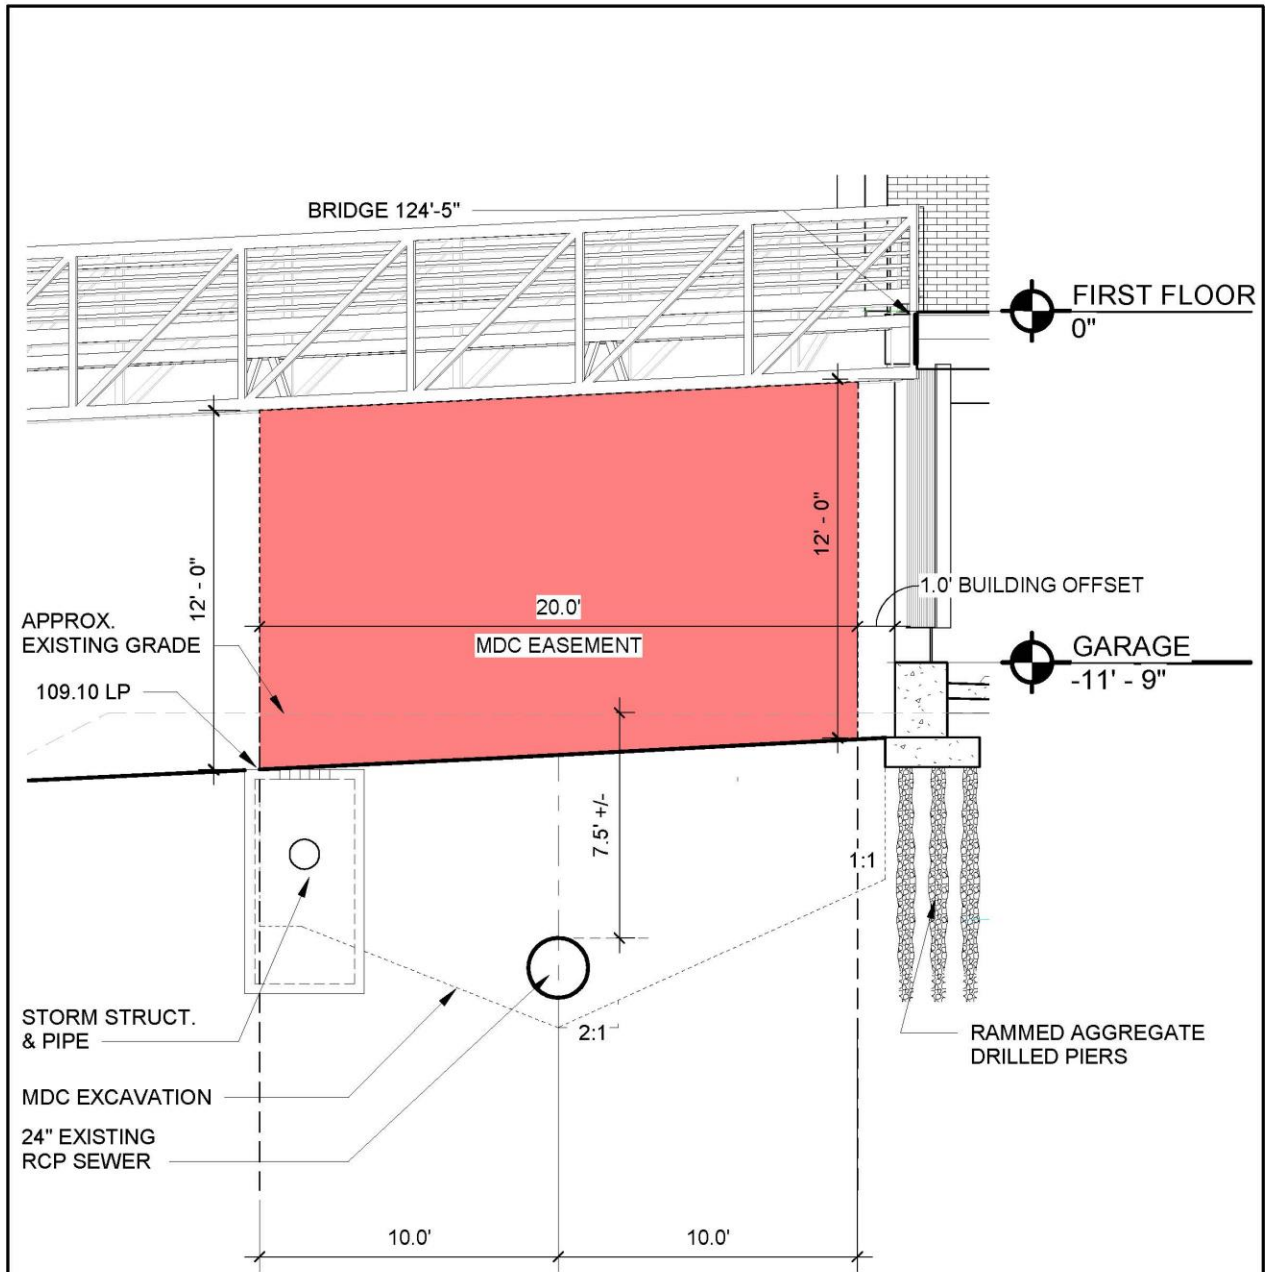 BRIDGE 124'-5"
FIRST FLOOR
0"
12' - 0"
12' - 0"
1.0' BUILDING OFFSET
20.0'
MDC EASEMENT
APPROX.
EXISTING GRADE
GARAGE
-11' - 9"
109.10 LP
7.5' +/-
1:1
STORM STRUCT.
& PIPE
2:1
RAMMED AGGREGATE
DRILLED PIERS
MDC EXCAVATION
24" EXISTING
RCP SEWER
10.0'
10.0'